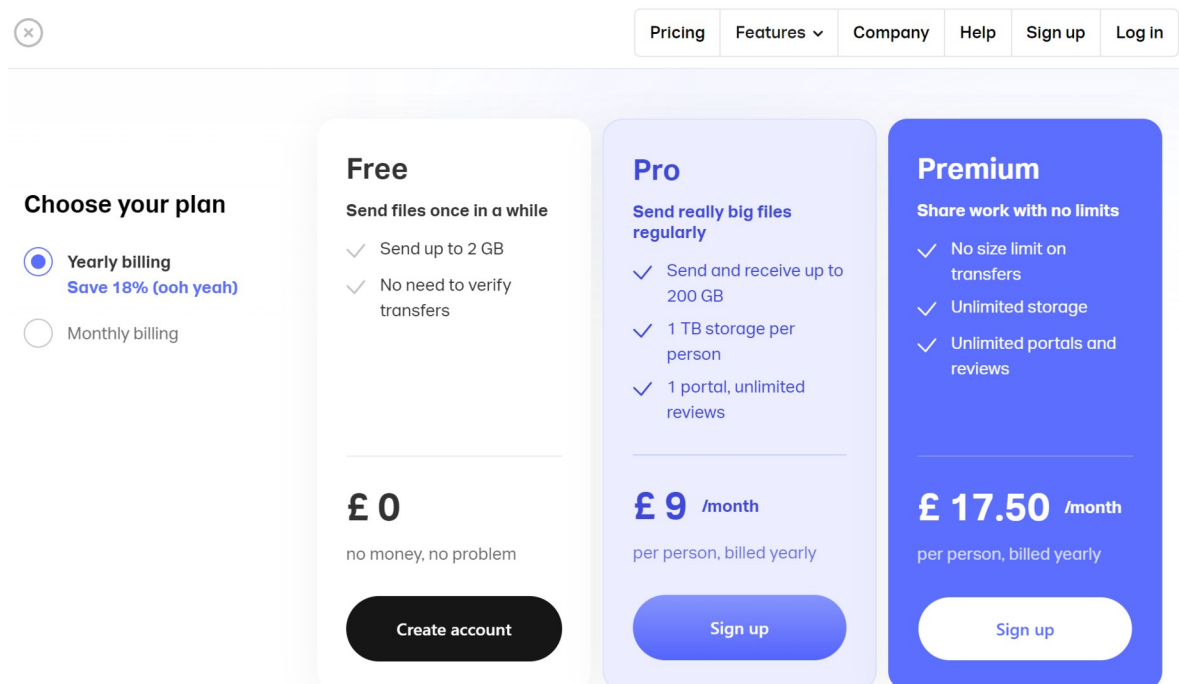 Pricing
Features
Company
Help
Sign up
Log in
Choose your plan
Yearly billing
Save 18% (ooh yeah)
Monthly billing
Free
Send files once in a while
Send up to 2 GB
No need to verify
transfers
£ 0
no money, no problem
Create account
Pro
Send really big files
regularly
Send and receive up to
200 GB
1 TB storage per
person
1 portal, unlimited
reviews
£ 9 /month
per person, billed yearly
Sign up
Premium
Share work with no limits
No size limit on
transfers
Unlimited storage
Unlimited portals and
reviews
£ 17.50 /month
per person, billed yearly
Sign up